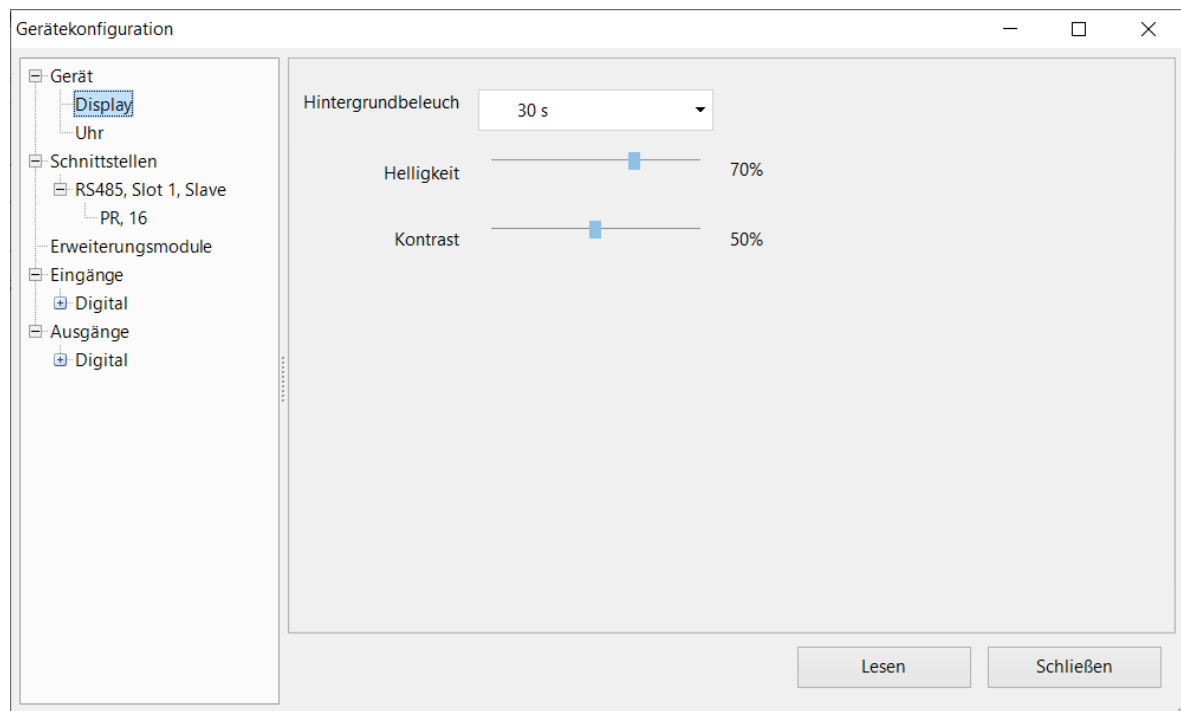 Gerätekonfiguration
Gerät
Display
Uhr
Schnittstellen
RS485, Slot 1, Slave
PR, 16
Erweiterungsmodule
Eingänge
Digital
Ausgänge
Digital
Hintergrundbeleuch
30 s
Helligkeit
70%
Kontrast
50%
Lesen
Schließen